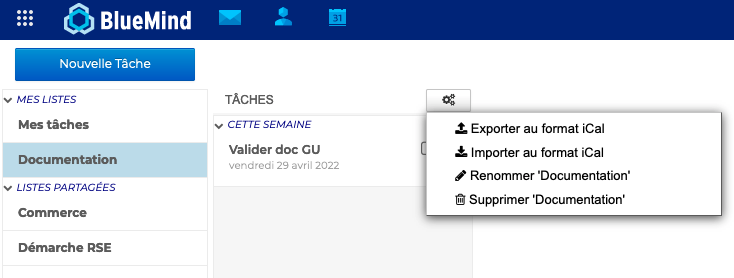 BlueMind
31
Nouvelle Tâche
MES LISTES
Mes tâches
Documentation
LISTES PARTAGÉES
Commerce
Démarche RSE
TÂCHES
CETTE SEMAINE
Valider doc GU
vendredi 29 avril 2022
Exporter au format iCal
Importer au format iCal
Renommer 'Documentation'
Supprimer 'Documentation'